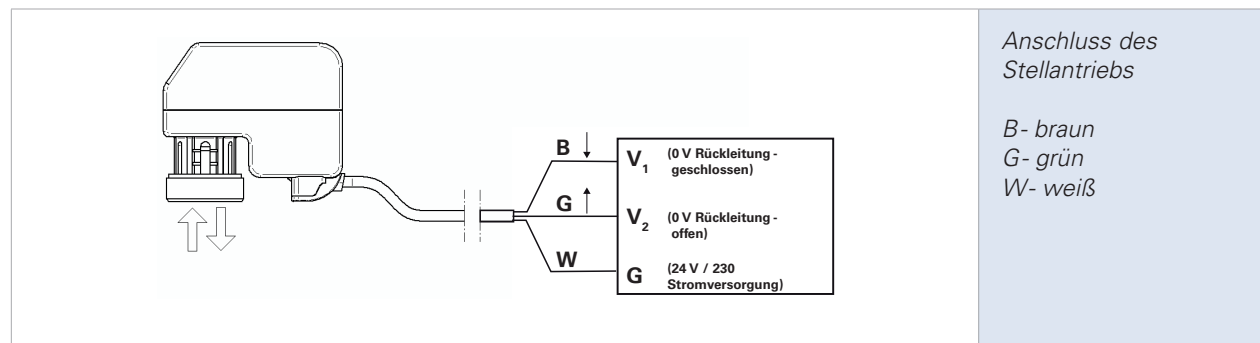 B
V1 (0 V Rückleitung -
geschlossen)
G
V2 (0 V Rückleitung -
offen)
W
G (24 V / 230
Stromversorgung)
Anschluss des
Stellantriebs
B- braun
G- grün
W- weiß